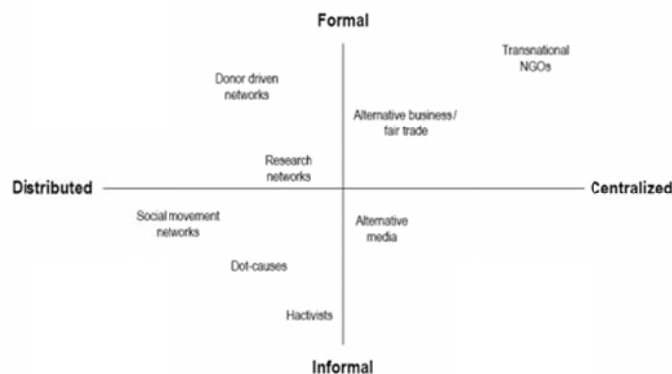 Formal
Transnational
NGOs
Donor driven
networks
Alternative business/
fair trade
Research
networks
Distributed
Centralized
Social movement
networks
Alternative
media
Dot-causes
Hactivists
Informal